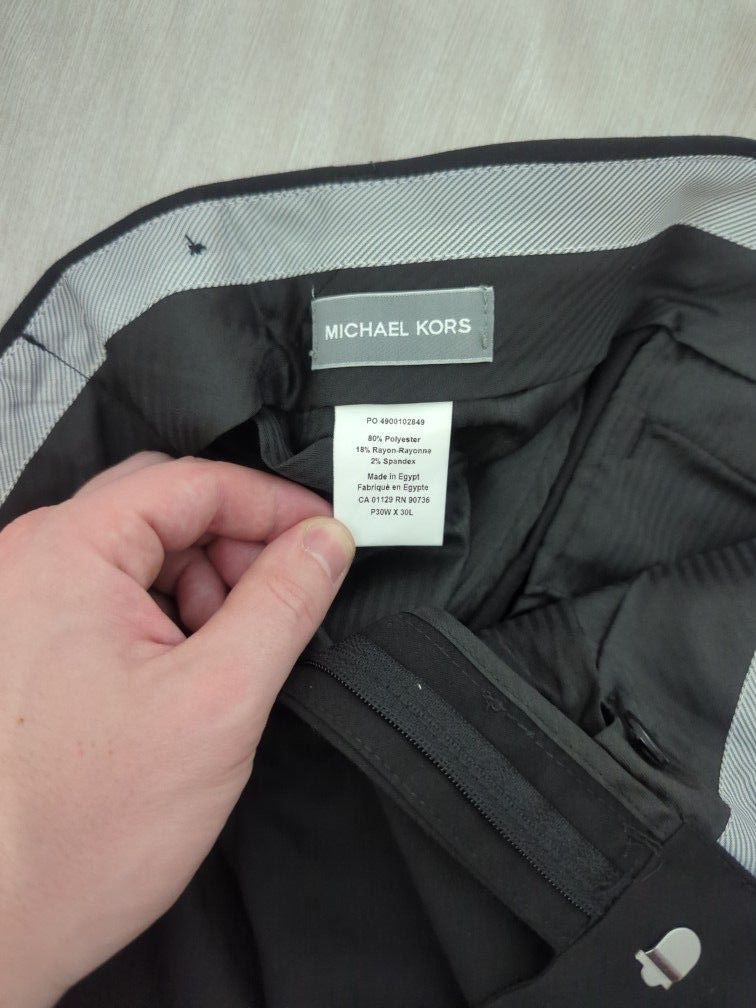 MICHAEL KORS
PO 4900102849
80% Polyester
18% Rayon-Rayonne
2% Spandex
Made in Egypt
Fabriqué en Egypte
CA 01129 RN 90736
P30W X 30L